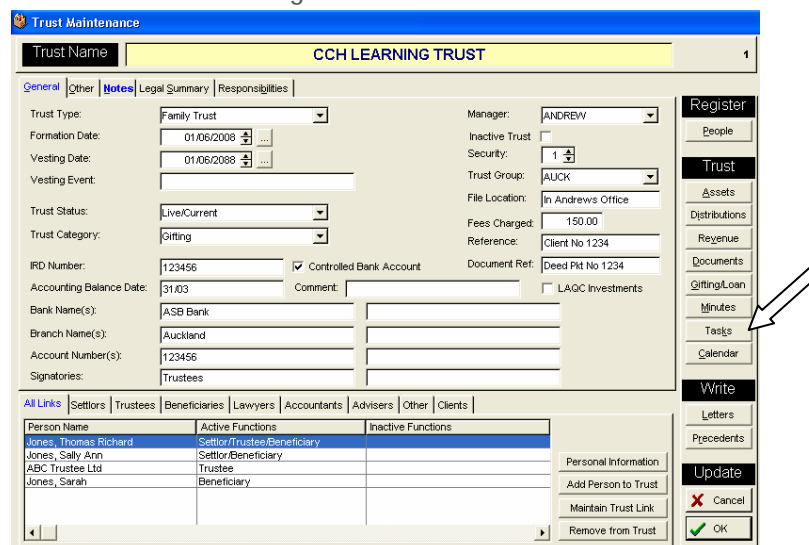 Trust Maintenance
Trust Name CCH LEARNING TRUST 1
General Other Notes Legal Summary Responsibilities
Trust Type: Family Trust
Formation Date: 01/06/2008 ...
Vesting Date: 01/06/2088 ...
Vesting Event:
Trust Status: Live/Current
Trust Category: Gifting
Manager: ANDREW
Inactive Trust
Security: 1
Trust Group: AUCK
File Location: In Andrews Office
Fees Charged: 150.00
Reference: Client No 1234
Document Ref: Deed Pkt No 1234
IRD Number: 123456 Controlled Bank Account
Accounting Balance Date: 31/03 Comment: LAQC Investments
Bank Name(s): ASB Bank
Branch Name(s): Auckland
Account Number(s): 123456
Signatories: Trustees
All Links Settlors Trustees Beneficiaries Lawyers Accountants Advisers Other Clients
Person Name Active Functions Inactive Functions
Jones, Thomas Richard Settlor/Trustee/Beneficiary
Jones, Sally Ann Settlor/Beneficiary
ABC Trustee Ltd Trustee
Jones, Sarah Beneficiary
Personal Information
Add Person to Trust
Maintain Trust Link
Remove from Trust
Register
People
Trust
Assets
Distributions
Revenue
Documents
Gifting/Loan
Minutes
Tasks
Calendar
Write
Letters
Precedents
Update
Cancel
OK